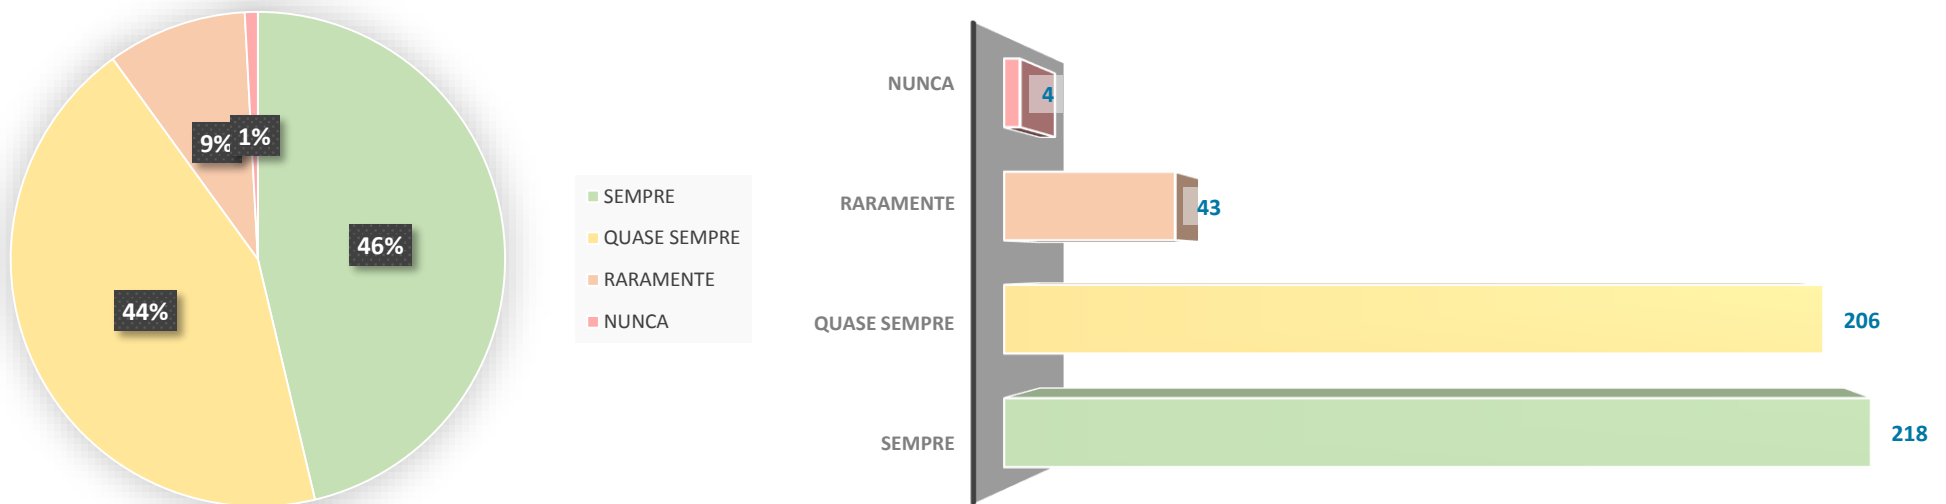 9%
1%
46%
44%
SEMPRE
QUASE SEMPRE
RARAMENTE
NUNCA
NUNCA
4
RARAMENTE
43
QUASE SEMPRE
206
SEMPRE
218